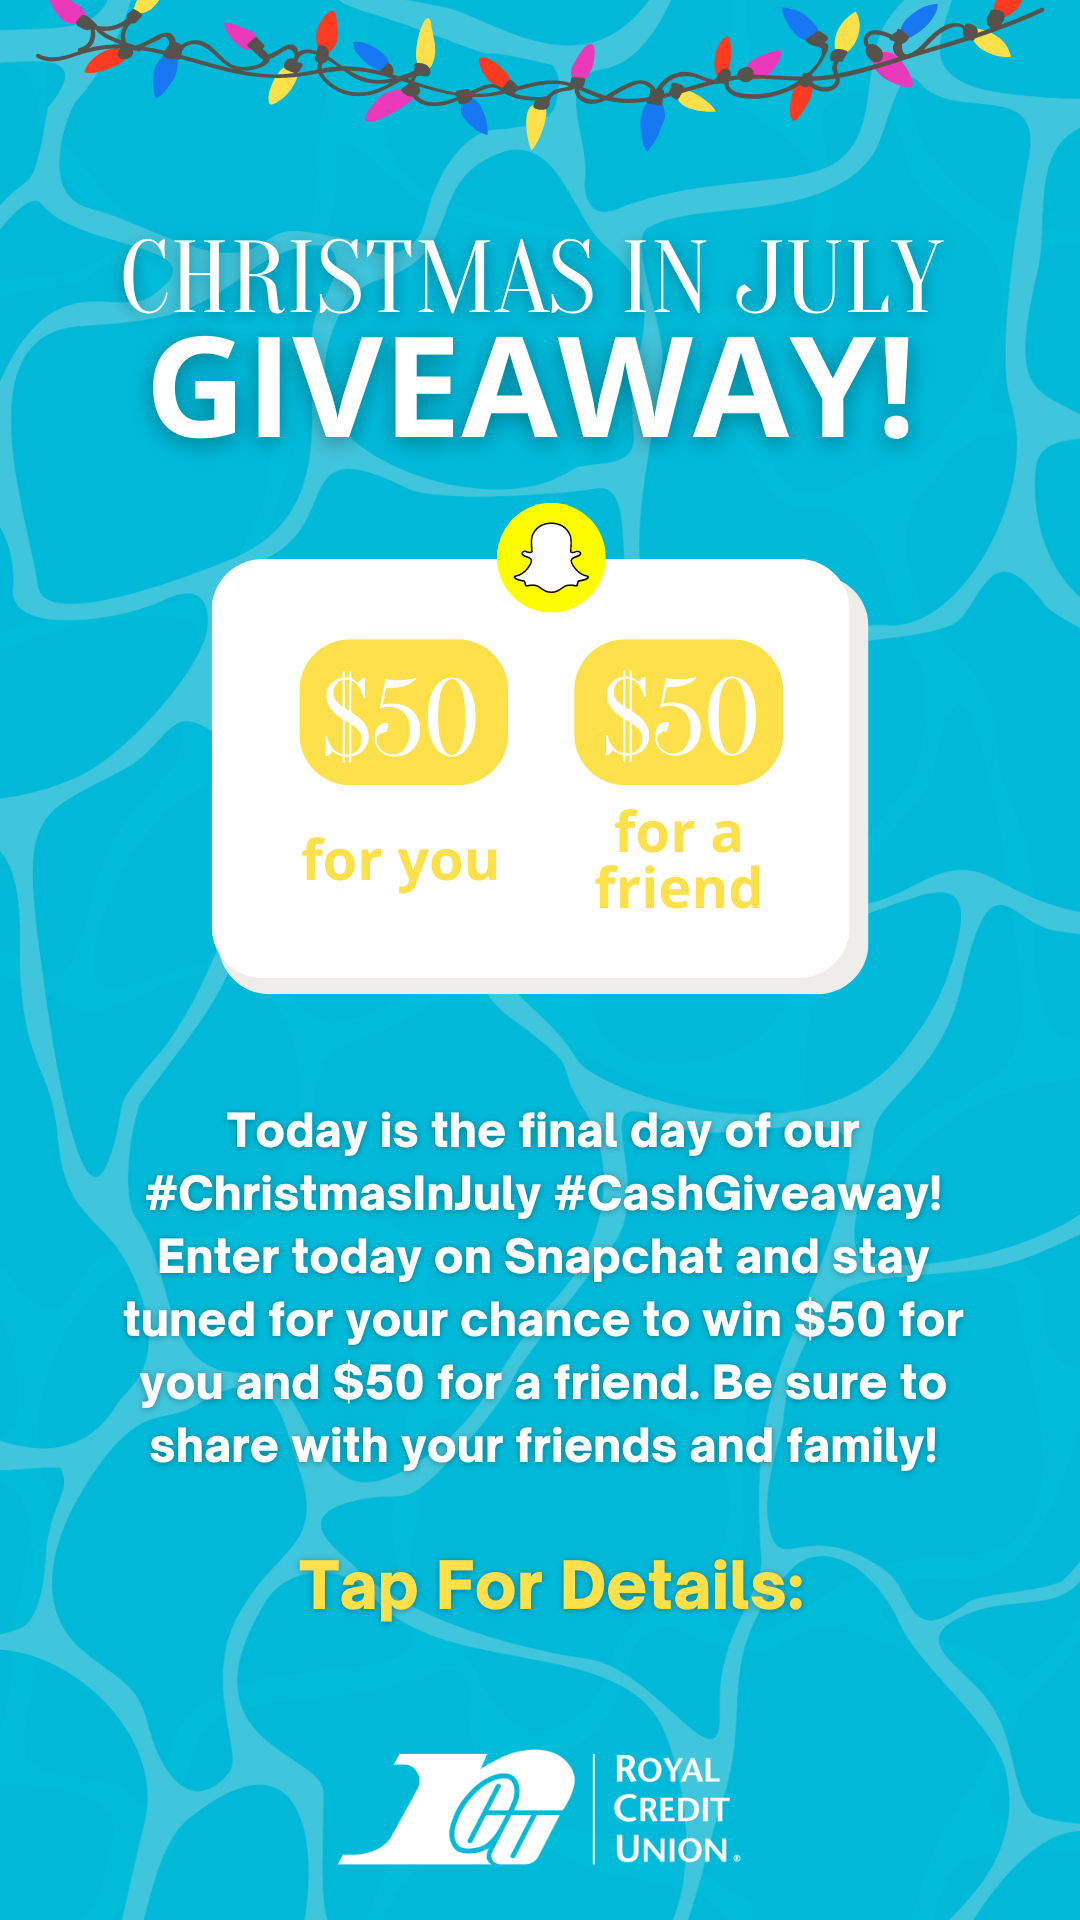 CHRISTMAS IN JULY
GIVEAWAY!
$50
$50
for you
for a
friend
Today is the final day of our
#ChristmasInJuly #CashGiveaway!
Enter today on Snapchat and stay
tuned for your chance to win $50 for
you and $50 for a friend. Be sure to
share with your friends and family!
Tap For Details:
rcu
ROYAL
CREDIT
UNION®